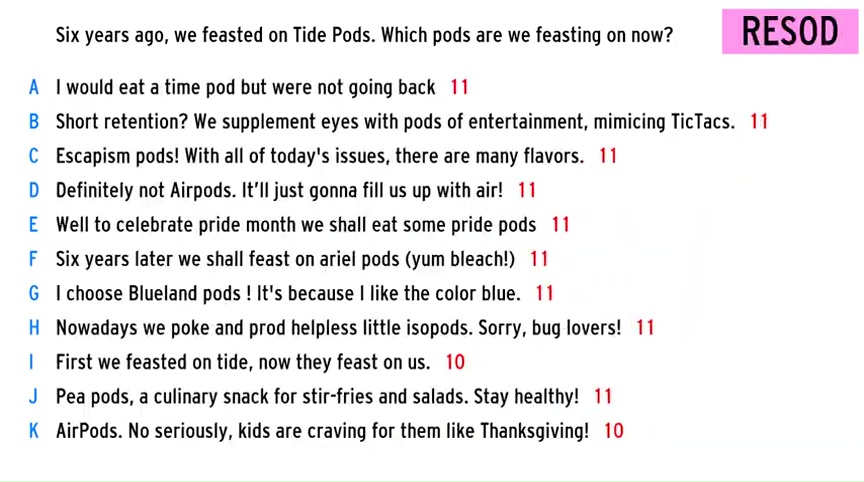 Six years ago, we feasted on Tide Pods. Which pods are we feasting on now?
RESOD
A I would eat a time pod but were not going back 11
B Short retention? We supplement eyes with pods of entertainment, mimicing TicTacs. 11
C Escapism pods! With all of today's issues, there are many flavors. 11
D Definitely not Airpods. It'll just gonna fill us up with air! 11
E Well to celebrate pride month we shall eat some pride pods 11
F Six years later we shall feast on ariel pods (yum bleach!) 11
G I choose Blueland pods ! It's because I like the color blue. 11
H Nowadays we poke and prod helpless little isopods. Sorry, bug lovers! 11
I First we feasted on tide, now they feast on us. 10
J Pea pods, a culinary snack for stir-fries and salads. Stay healthy! 11
K AirPods. No seriously, kids are craving for them like Thanksgiving! 10